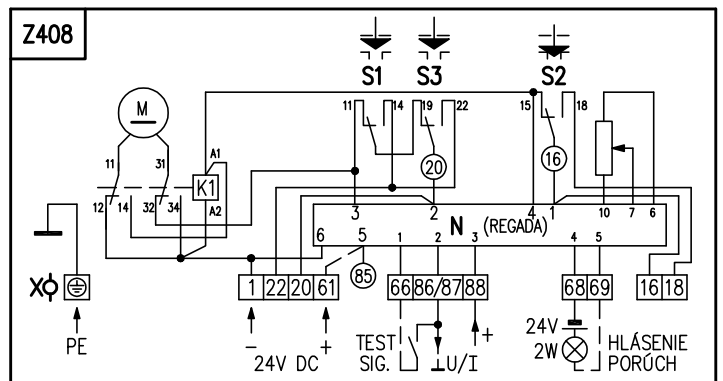 Z408
S1 S3 S2
M
11 14 19 22 15 18
11 31 A1
20 16
K1
12 14 32 34 A2
3 2 4 1 10 7 6
N (REGADA)
6 5 1 2 3 4 5
85
X
1 22 20 61 66 86/87 88 68 69 16 18
PE
− +
24V DC
TEST
SIG.
U/I
+
24V
2W
HLÁSENIE
PORÚCH